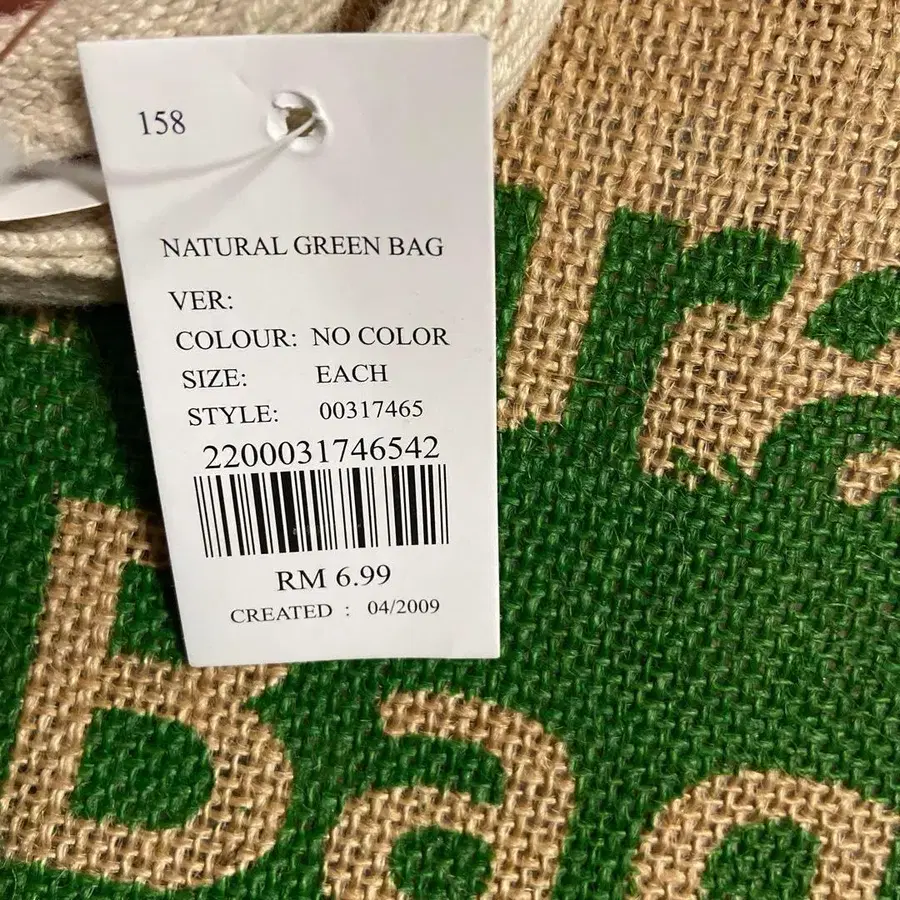 158
NATURAL GREEN BAG
VER:
COLOUR: NO COLOR
SIZE: EACH
STYLE: 00317465
2200031746542
RM 6.99
CREATED : 04/2009
Bag